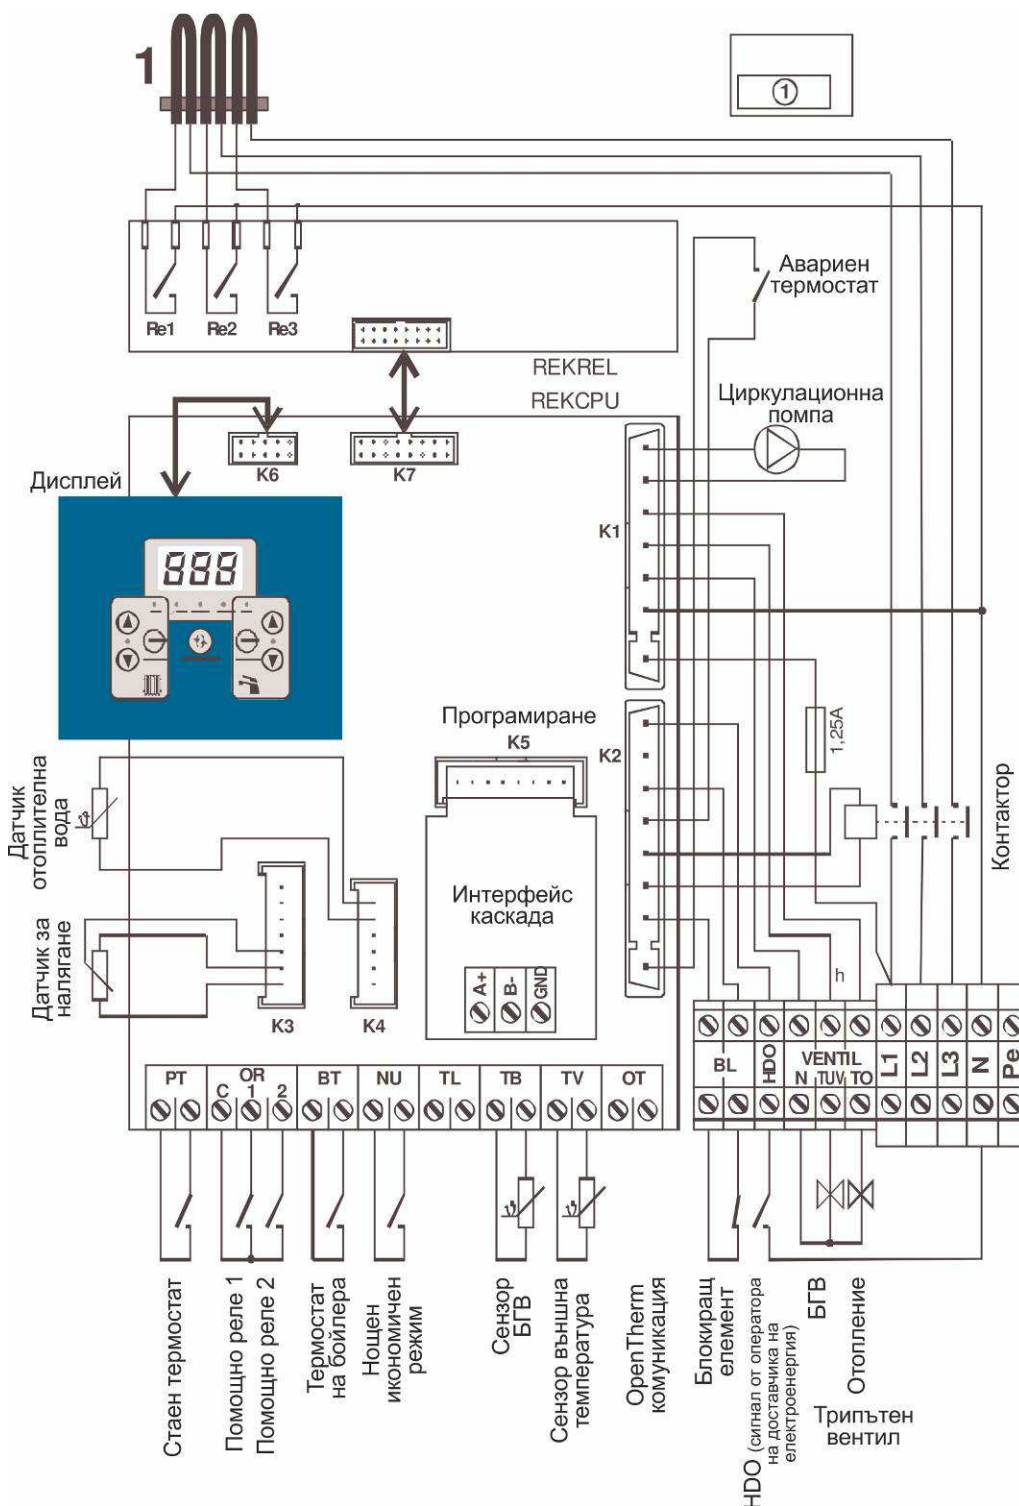 1
1
Авариен
термостат
Re1 Re2 Re3
REKREL
REKCPU
Циркулационна
помпа
K6
K7
K1
Дисплей
888
Програмиране
K5
K2
1,25A
Контактор
Датчик
отоплителна
вода
Датчик за
налягане
Интерфейс
каскада
A+
B-
GND
K3
K4
h
PT
OR
C 1 2
BT
NU
TL
TB
TV
OT
BL
HDO
VENTIL
N TUV TO
L1
L2
L3
N
Pe
Стаен термостат
Помощно реле 1
Помощно реле 2
Термостат
на бойлера
Нощен
икономичен
режим
Сензор
БГВ
Сензор външна
температура
OpenTherm
комуникация
Блокиращ
елемент
HDO (сигнал от оператора
на доставчика на
електроенергия)
БГВ
Отопление
Трипътен
вентил